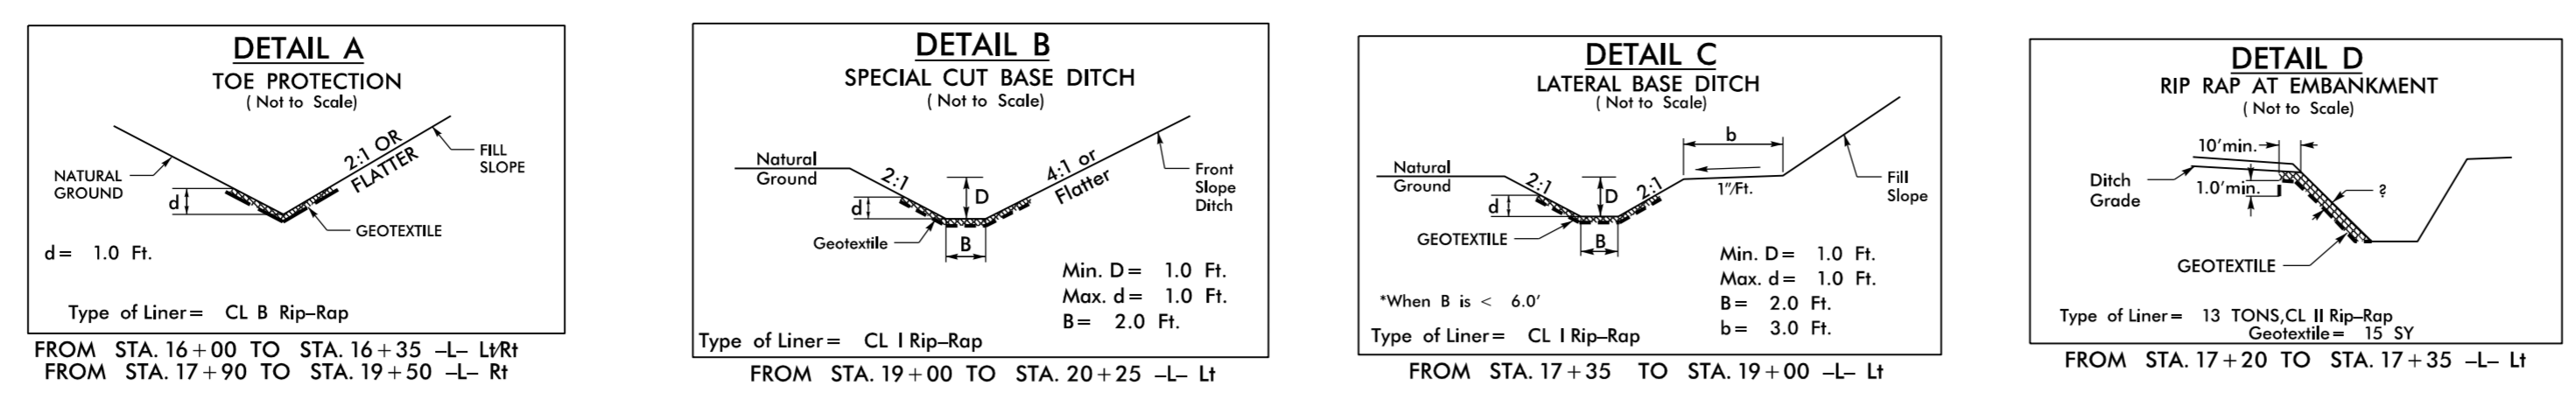 DETAIL A
TOE PROTECTION
( Not to Scale)
NATURAL
GROUND
2:1 OR
FLATTER
FILL
SLOPE
d
GEOTEXTILE
d= 1.0 Ft.
Type of Liner= CL B Rip-Rap
FROM STA. 16+00 TO STA. 16+35 -L- Lt/Rt
FROM STA. 17+90 TO STA. 19+50 -L- Rt
DETAIL B
SPECIAL CUT BASE DITCH
( Not to Scale)
Natural
Ground
2:1
D
4:1 or
Flatter
Front
Slope
Ditch
d
Geotextile
B
Min. D= 1.0 Ft.
Max. d= 1.0 Ft.
B= 2.0 Ft.
Type of Liner= CL I Rip-Rap
FROM STA. 19+00 TO STA. 20+25 -L- Lt
DETAIL C
LATERAL BASE DITCH
( Not to Scale)
b
Natural
Ground
2:1
D
2:1
1"/Ft.
Fill
Slope
d
GEOTEXTILE
B
Min. D= 1.0 Ft.
Max. d= 1.0 Ft.
B= 2.0 Ft.
b= 3.0 Ft.
*When B is < 6.0'
Type of Liner= CL I Rip-Rap
FROM STA. 17+35 TO STA. 19+00 -L- Lt
DETAIL D
RIP RAP AT EMBANKMENT
( Not to Scale)
10'min.
Ditch
Grade
1.0'min.
?
GEOTEXTILE
Type of Liner= 13 TONS,CL II Rip-Rap
Geotextile= 15 SY
FROM STA. 17+20 TO STA. 17+35 -L- Lt